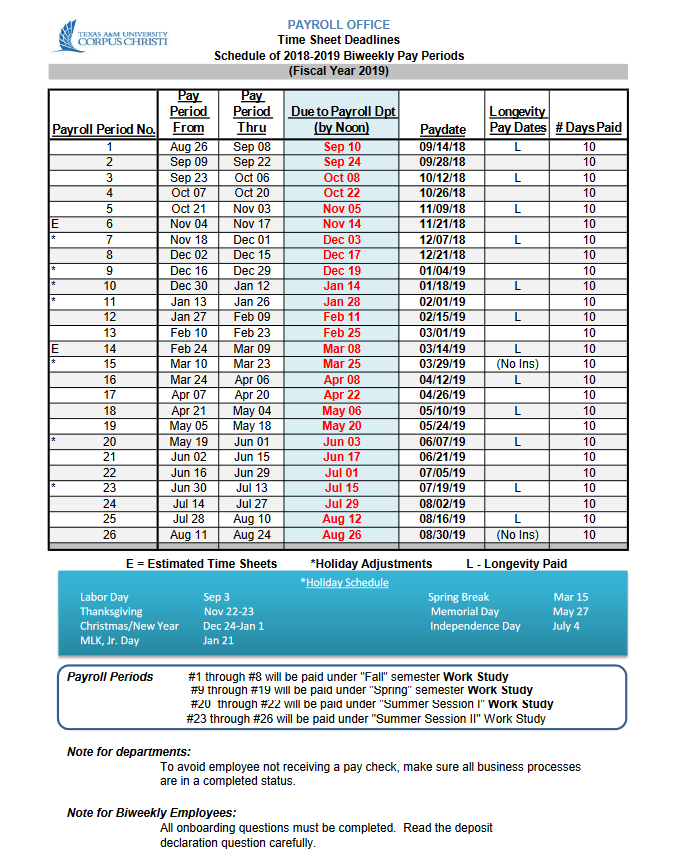 TEXAS A&M UNIVERSITY
CORPUS CHRISTI
PAYROLL OFFICE
Time Sheet Deadlines
Schedule of 2018-2019 Biweekly Pay Periods
(Fiscal Year 2019)
Payroll Period No. Pay Period From Pay Period Thru Due to Payroll Dpt (by Noon) Paydate Longevity Pay Dates # Days Paid
1 Aug 26 Sep 08 Sep 10 09/14/18 L 10
2 Sep 09 Sep 22 Sep 24 09/28/18 10
3 Sep 23 Oct 06 Oct 08 10/12/18 L 10
4 Oct 07 Oct 20 Oct 22 10/26/18 10
5 Oct 21 Nov 03 Nov 05 11/09/18 L 10
E 6 Nov 04 Nov 17 Nov 14 11/21/18 10
* 7 Nov 18 Dec 01 Dec 03 12/07/18 L 10
8 Dec 02 Dec 15 Dec 17 12/21/18 10
* 9 Dec 16 Dec 29 Dec 19 01/04/19 10
* 10 Dec 30 Jan 12 Jan 14 01/18/19 L 10
* 11 Jan 13 Jan 26 Jan 28 02/01/19 10
12 Jan 27 Feb 09 Feb 11 02/15/19 L 10
13 Feb 10 Feb 23 Feb 25 03/01/19 10
E 14 Feb 24 Mar 09 Mar 08 03/14/19 L 10
* 15 Mar 10 Mar 23 Mar 25 03/29/19 (No Ins) 10
16 Mar 24 Apr 06 Apr 08 04/12/19 L 10
17 Apr 07 Apr 20 Apr 22 04/26/19 10
18 Apr 21 May 04 May 06 05/10/19 L 10
19 May 05 May 18 May 20 05/24/19 10
* 20 May 19 Jun 01 Jun 03 06/07/19 L 10
21 Jun 02 Jun 15 Jun 17 06/21/19 10
22 Jun 16 Jun 29 Jul 01 07/05/19 10
* 23 Jun 30 Jul 13 Jul 15 07/19/19 L 10
24 Jul 14 Jul 27 Jul 29 08/02/19 10
25 Jul 28 Aug 10 Aug 12 08/16/19 L 10
26 Aug 11 Aug 24 Aug 26 08/30/19 (No Ins) 10
E = Estimated Time Sheets *Holiday Adjustments L - Longevity Paid
*Holiday Schedule
Labor Day Sep 3 Spring Break Mar 15
Thanksgiving Nov 22-23 Memorial Day May 27
Christmas/New Year Dec 24-Jan 1 Independence Day July 4
MLK, Jr. Day Jan 21
Payroll Periods #1 through #8 will be paid under "Fall" semester Work Study
#9 through #19 will be paid under "Spring" semester Work Study
#20 through #22 will be paid under "Summer Session I" Work Study
#23 through #26 will be paid under "Summer Session II" Work Study
Note for departments:
To avoid employee not receiving a pay check, make sure all business processes
are in a completed status.
Note for Biweekly Employees:
All onboarding questions must be completed. Read the deposit
declaration question carefully.